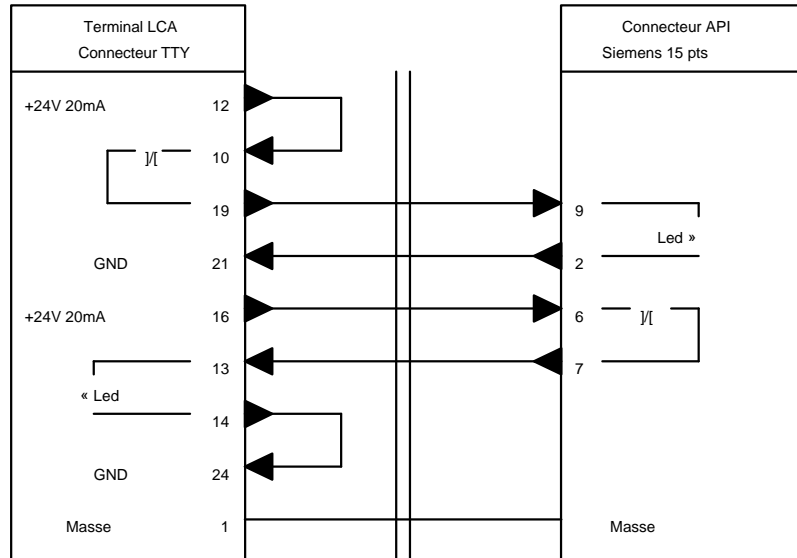 Terminal LCA
Connecteur TTY
Connecteur API
Siemens 15 pts
+24V 20mA 12
]/[ 10
19 9
Led »
GND 21 2
+24V 20mA 16 6 ]/[
13 7
« Led
14
GND 24
Masse 1 Masse